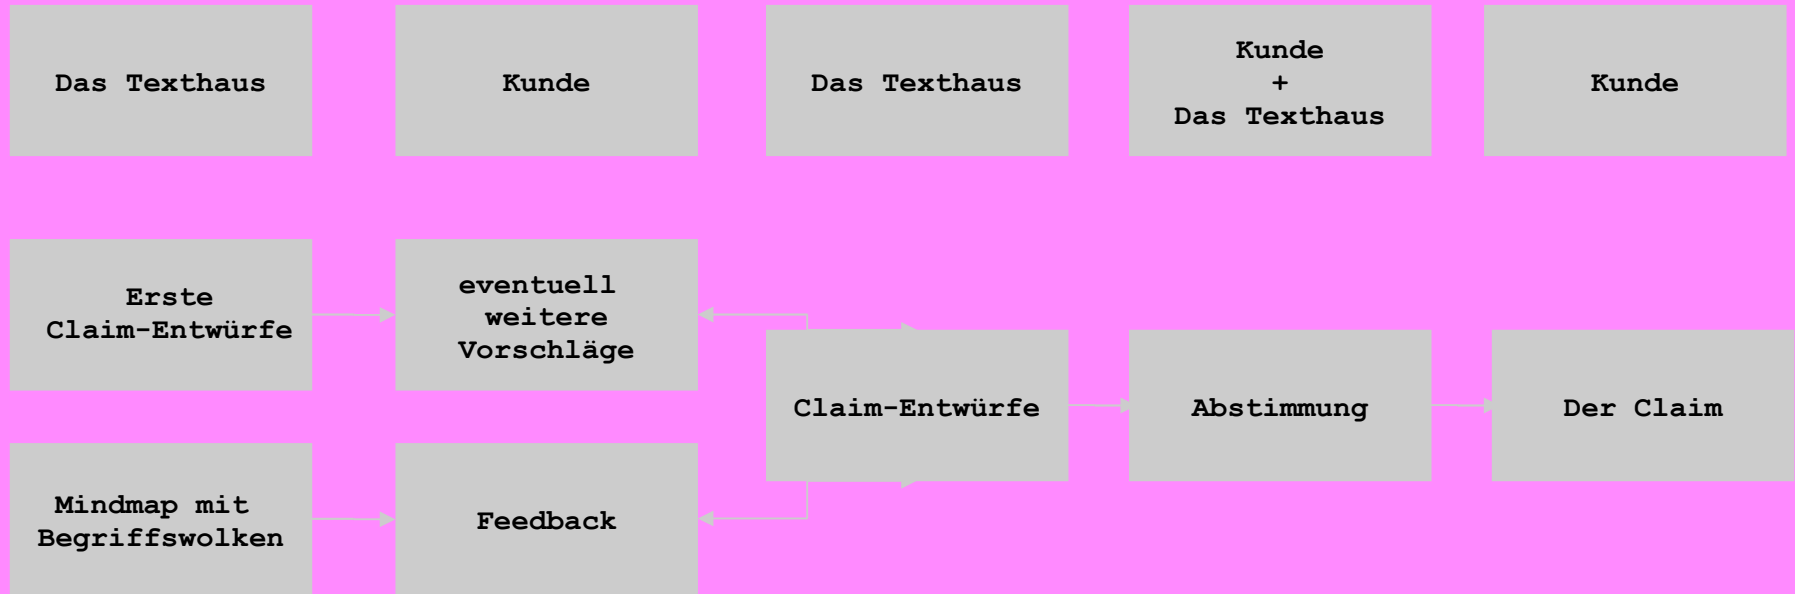 Das Texthaus
Kunde
Das Texthaus
Kunde
+
Das Texthaus
Kunde
Erste
Claim-Entwürfe
eventuell
weitere
Vorschläge
Claim-Entwürfe
Abstimmung
Der Claim
Mindmap mit
Begriffswolken
Feedback